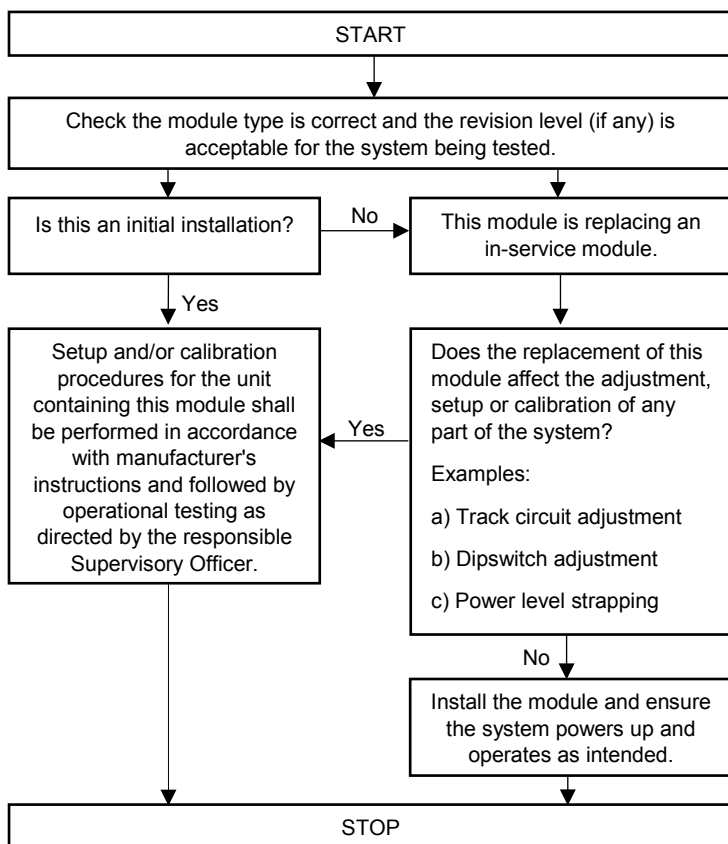 START
Check the module type is correct and the revision level (if any) is
acceptable for the system being tested.
Is this an initial installation?
No
This module is replacing an
in-service module.
Yes
Setup and/or calibration
procedures for the unit
containing this module shall
be performed in accordance
with manufacturer's
instructions and followed by
operational testing as
directed by the responsible
Supervisory Officer.
Yes
Does the replacement of this
module affect the adjustment,
setup or calibration of any
part of the system?
Examples:
a) Track circuit adjustment
b) Dipswitch adjustment
c) Power level strapping
No
Install the module and ensure
the system powers up and
operates as intended.
STOP